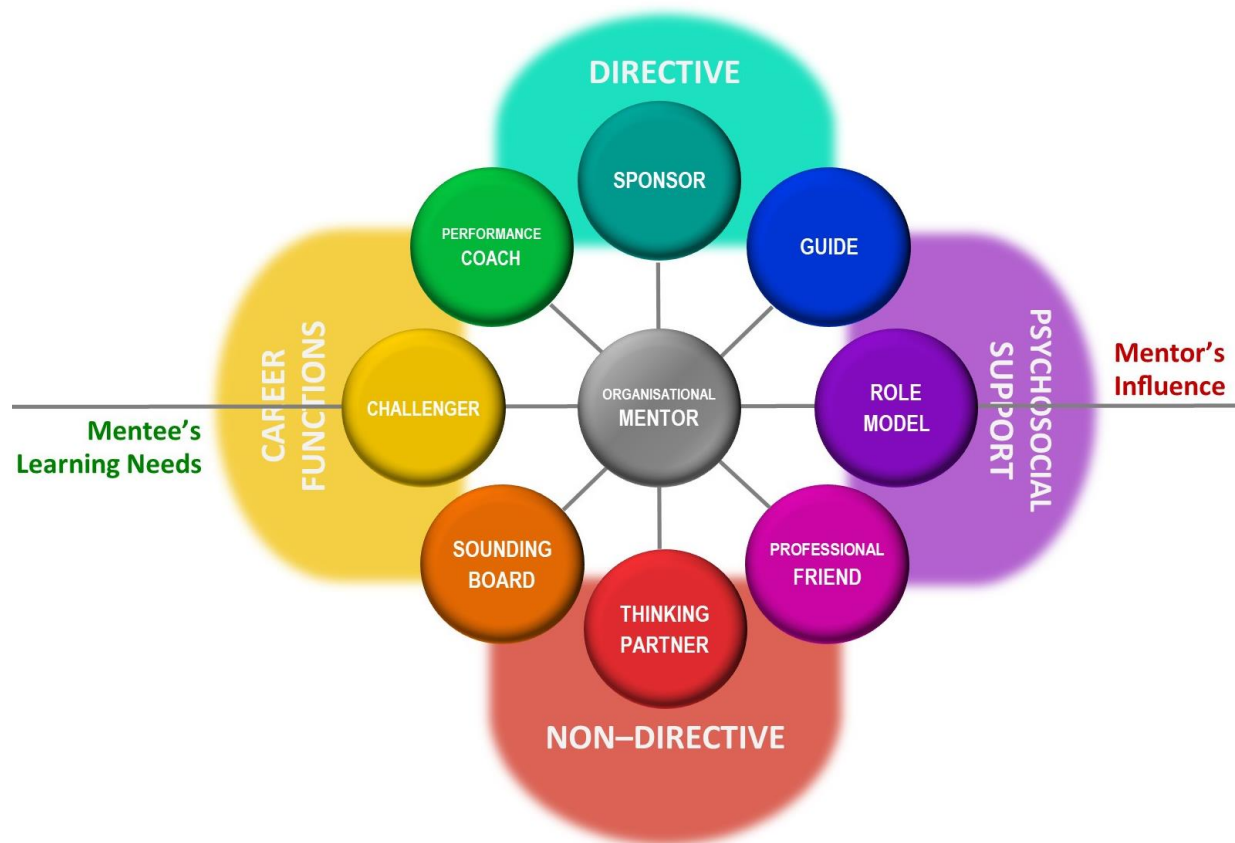 DIRECTIVE
SPONSOR
PERFORMANCE
COACH
GUIDE
CAREER
FUNCTIONS
CHALLENGER
ORGANISATIONAL
MENTOR
ROLE
MODEL
PSYCHOSOCIAL
SUPPORT
Mentor’s
Influence
Mentee’s
Learning Needs
SOUNDING
BOARD
THINKING
PARTNER
PROFESSIONAL
FRIEND
NON–DIRECTIVE